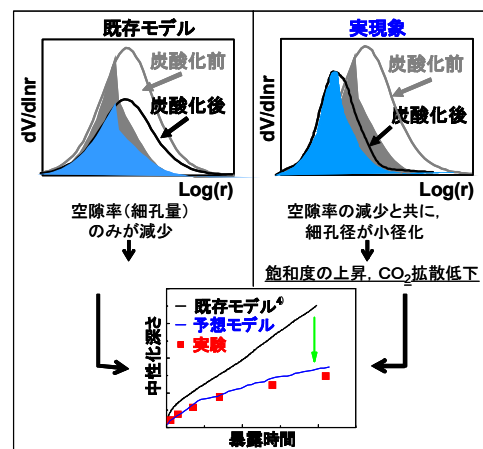 既存モデル
dV/dlnr
炭酸化前
炭酸化後
Log(r)
空隙率(細孔量)
のみが減少
実現象
dV/dlnr
炭酸化前
炭酸化後
Log(r)
空隙率の減少と共に,
細孔径が小径化
飽和度の上昇, CO2拡散低下
中性化深さ
既存モデル4)
予想モデル
実験
暴露時間